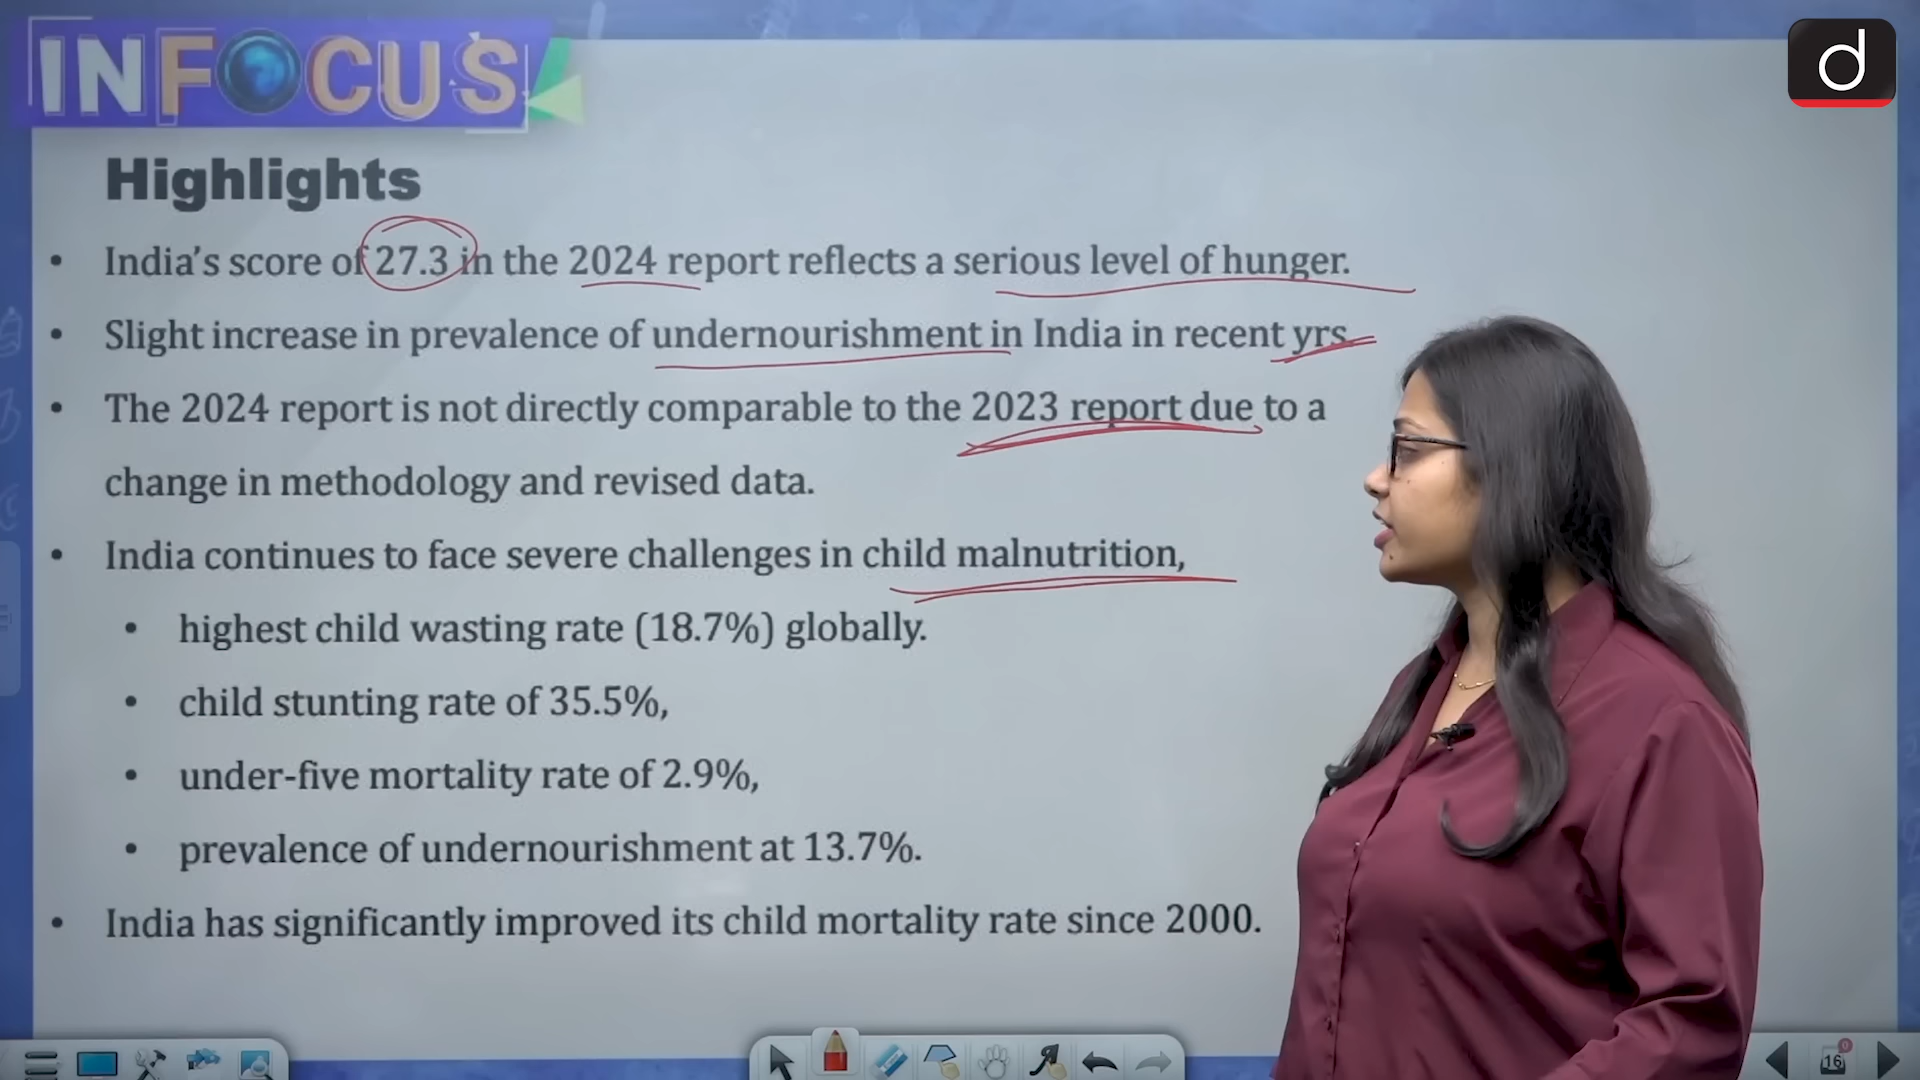 INFOCUS
d
Highlights
• India's score of 27.3 in the 2024 report reflects a serious level of hunger.
• Slight increase in prevalence of undernourishment in India in recent yrs.
• The 2024 report is not directly comparable to the 2023 report due to a
change in methodology and revised data.
• India continues to face severe challenges in child malnutrition,
• highest child wasting rate (18.7%) globally.
• child stunting rate of 35.5%,
• under-five mortality rate of 2.9%,
• prevalence of undernourishment at 13.7%.
• India has significantly improved its child mortality rate since 2000.
16
0